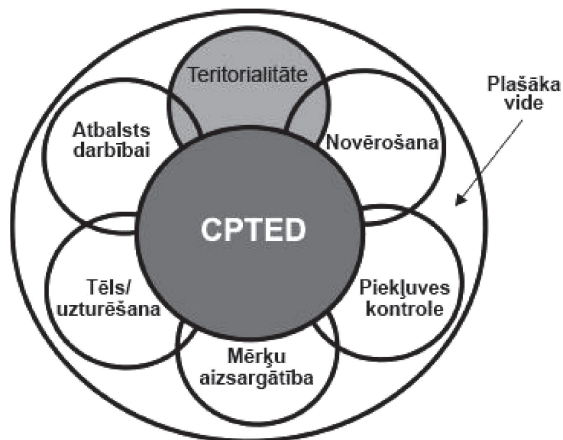 Teritorialitāte
Plašāka
vide
Atbalsts
darbībai
Novērošana
CPTED
Tēls/
uzturēšana
Piekļuves
kontrole
Mērķu
aizsargātība